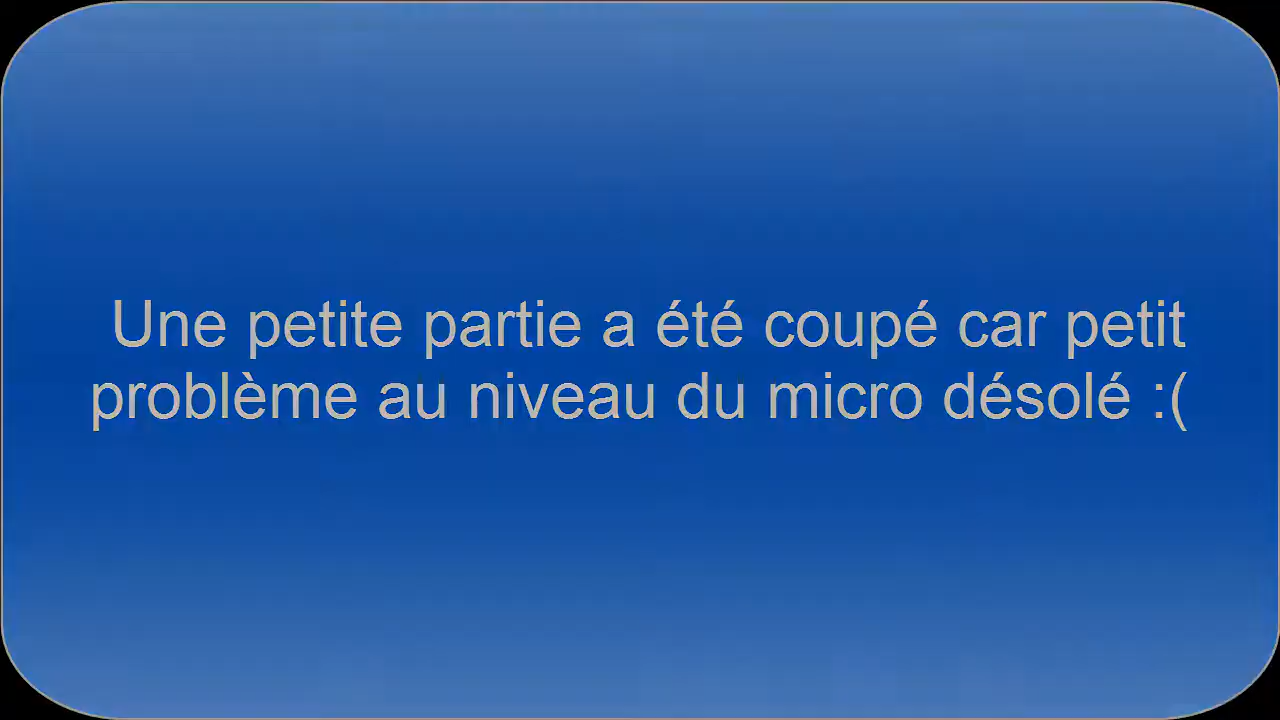 Une petite partie a été coupé car petit
problème au niveau du micro désolé :(